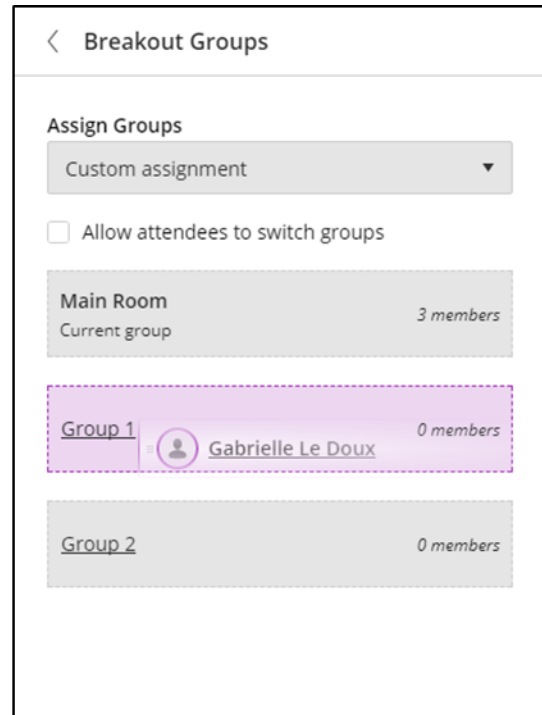 Breakout Groups
Assign Groups
Custom assignment
Allow attendees to switch groups
Main Room
Current group
3 members
Group 1
0 members
Gabrielle Le Doux
Group 2
0 members